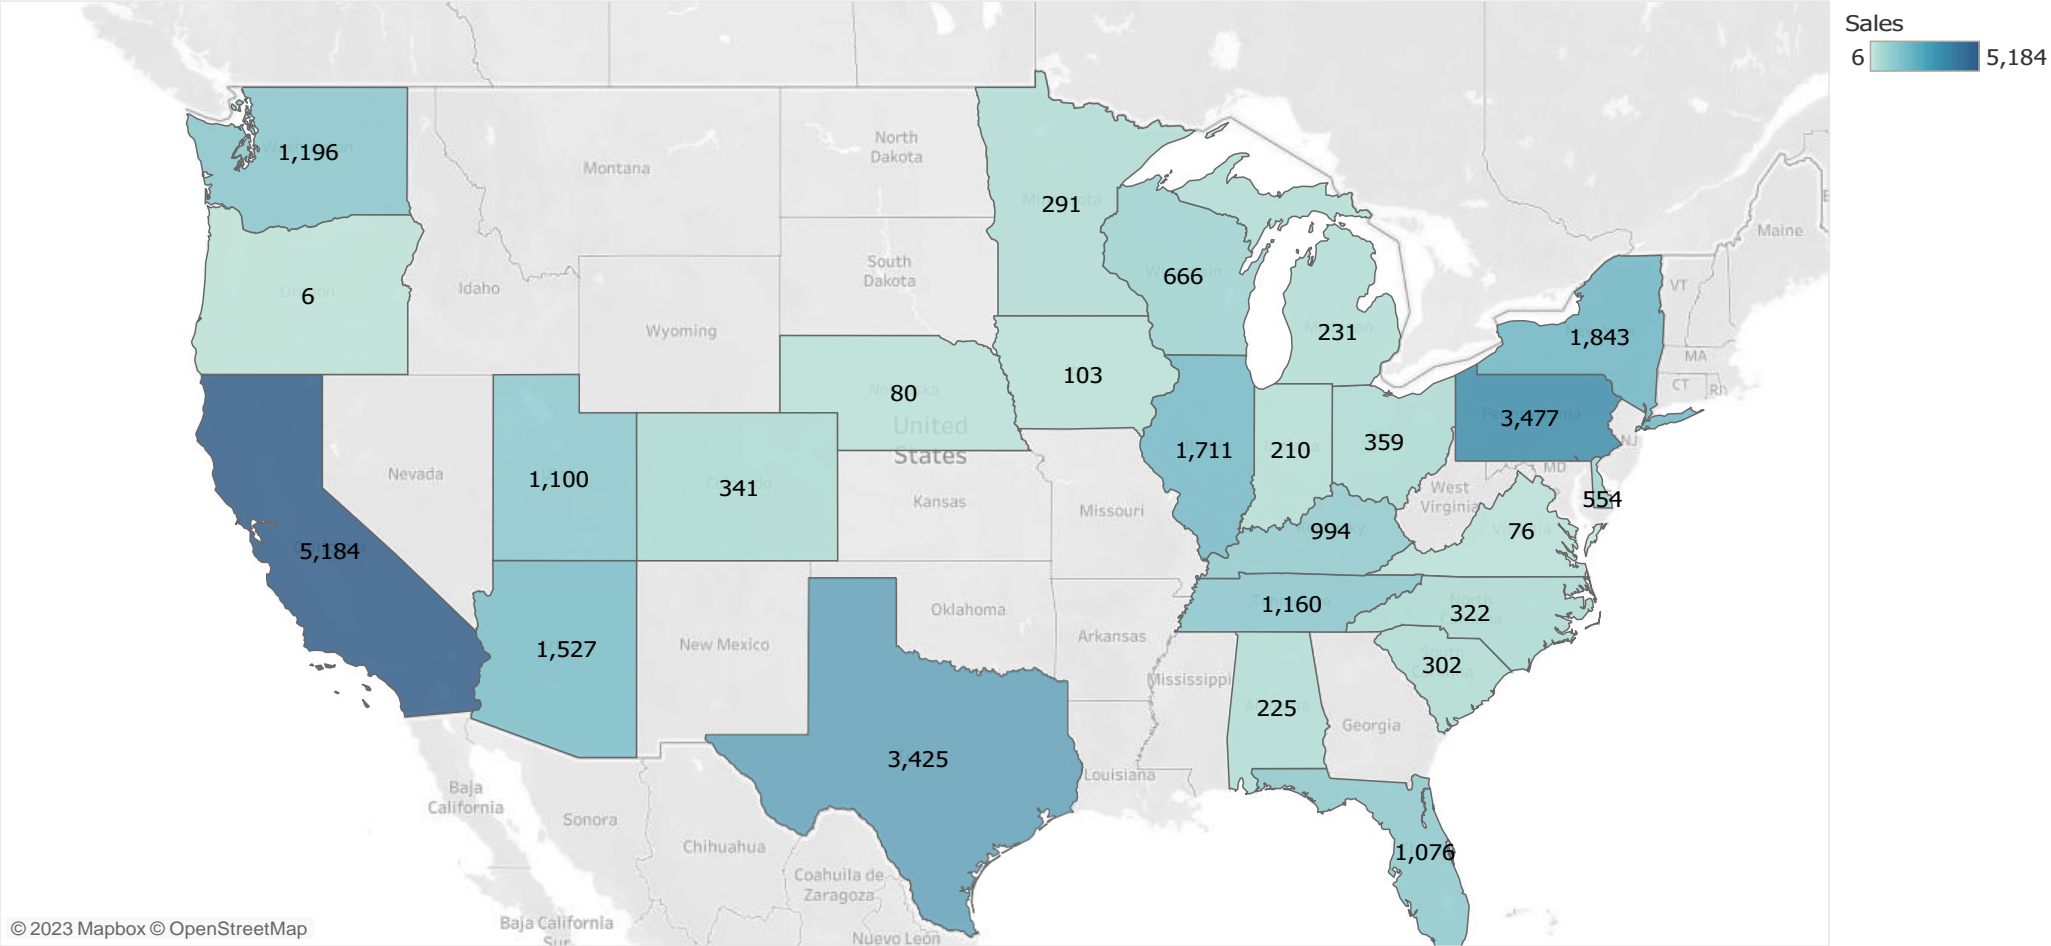 Sales
6
5,184
1,196
Montana
North
Dakota
291
Maine
6
Idaho
South
Dakota
666
VT
Wyoming
231
1,843
MA
80
103
CT
3,477
United
States
Nevada
1,100
341
Kansas
Missouri
1,711
210
359
NJ
MD
West
Virginia
554
5,184
994
76
1,527
New Mexico
Oklahoma
Arkansas
1,160
North
322
South
302
Mississippi
225
Georgia
3,425
Louisiana
1,076
Baja
California
Sonora
Chihuahua
Coahuila de
Zaragoza
Baja California
Sur
Nuevo León
© 2023 Mapbox © OpenStreetMap